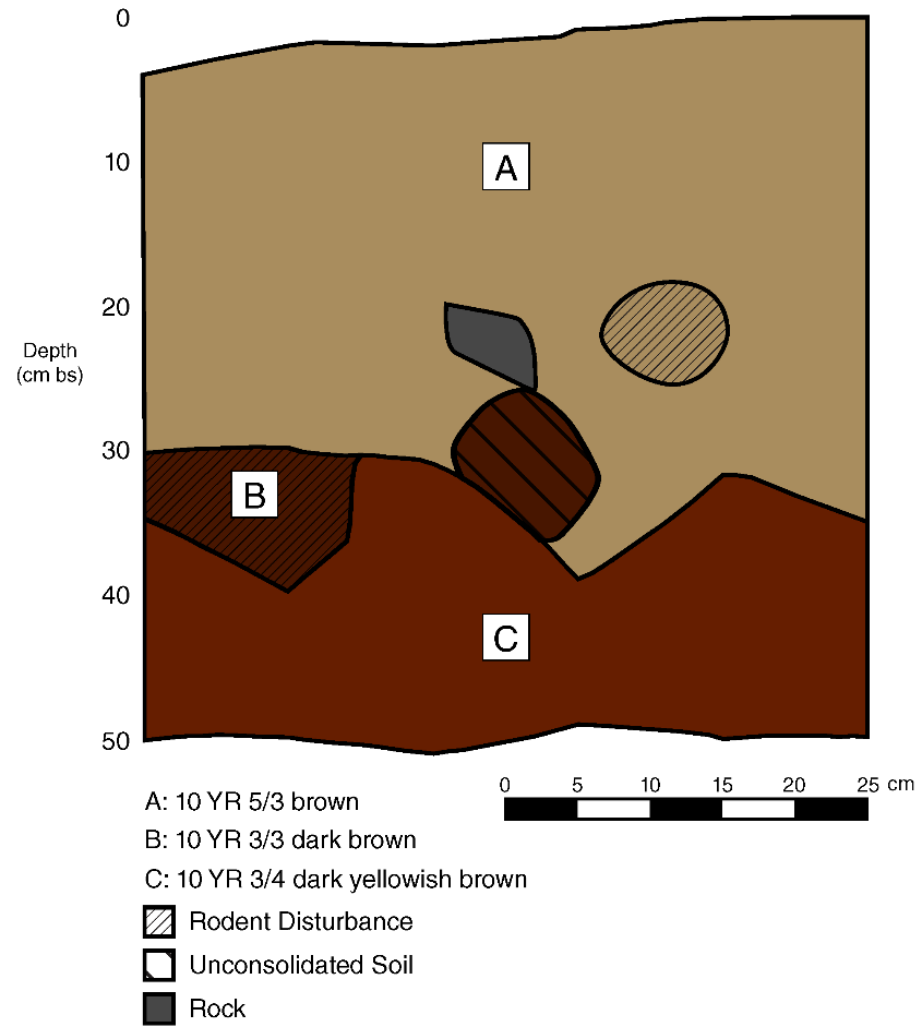 0
10
A
20
Depth
(cm bs)
30
B
40
C
50
0 5 10 15 20 25 cm
A: 10 YR 5/3 brown
B: 10 YR 3/3 dark brown
C: 10 YR 3/4 dark yellowish brown
Rodent Disturbance
Unconsolidated Soil
Rock